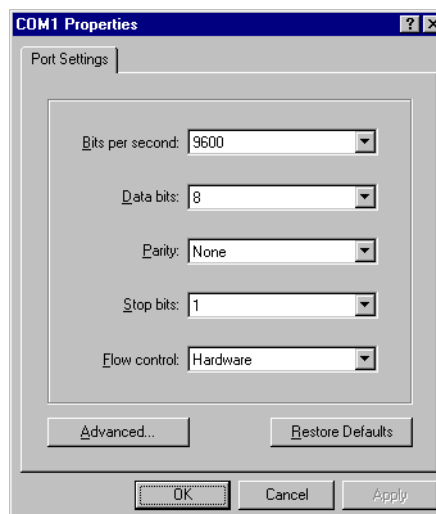 COM1 Properties
Port Settings
Bits per second: 9600
Data bits: 8
Parity: None
Stop bits: 1
Flow control: Hardware
Advanced... Restore Defaults
OK Cancel Apply